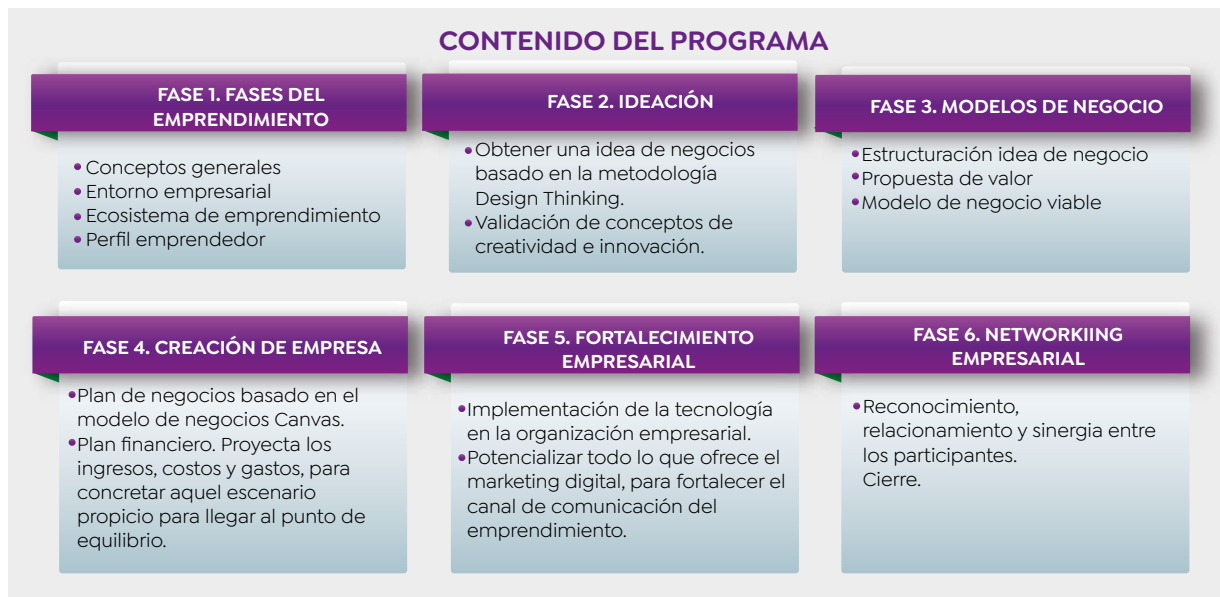 CONTENIDO DEL PROGRAMA
FASE 1. FASES DEL
EMPRENDIMIENTO
• Conceptos generales
• Entorno empresarial
• Ecosistema de emprendimiento
• Perfil emprendedor
FASE 2. IDEACIÓN
• Obtener una idea de negocios
basado en la metodología
Design Thinking.
• Validación de conceptos de
creatividad e innovación.
FASE 3. MODELOS DE NEGOCIO
• Estructuración idea de negocio
• Propuesta de valor
• Modelo de negocio viable
FASE 4. CREACIÓN DE EMPRESA
• Plan de negocios basado en el
modelo de negocios Canvas.
• Plan financiero. Proyecta los
ingresos, costos y gastos, para
concretar aquel escenario
propicio para llegar al punto de
equilibrio.
FASE 5. FORTALECIMIENTO
EMPRESARIAL
• Implementación de la tecnología
en la organización empresarial.
• Potencializar todo lo que ofrece el
marketing digital, para fortalecer el
canal de comunicación del
emprendimiento.
FASE 6. NETWORKIING
EMPRESARIAL
• Reconocimiento,
relacionamiento y sinergia entre
los participantes.
Cierre.